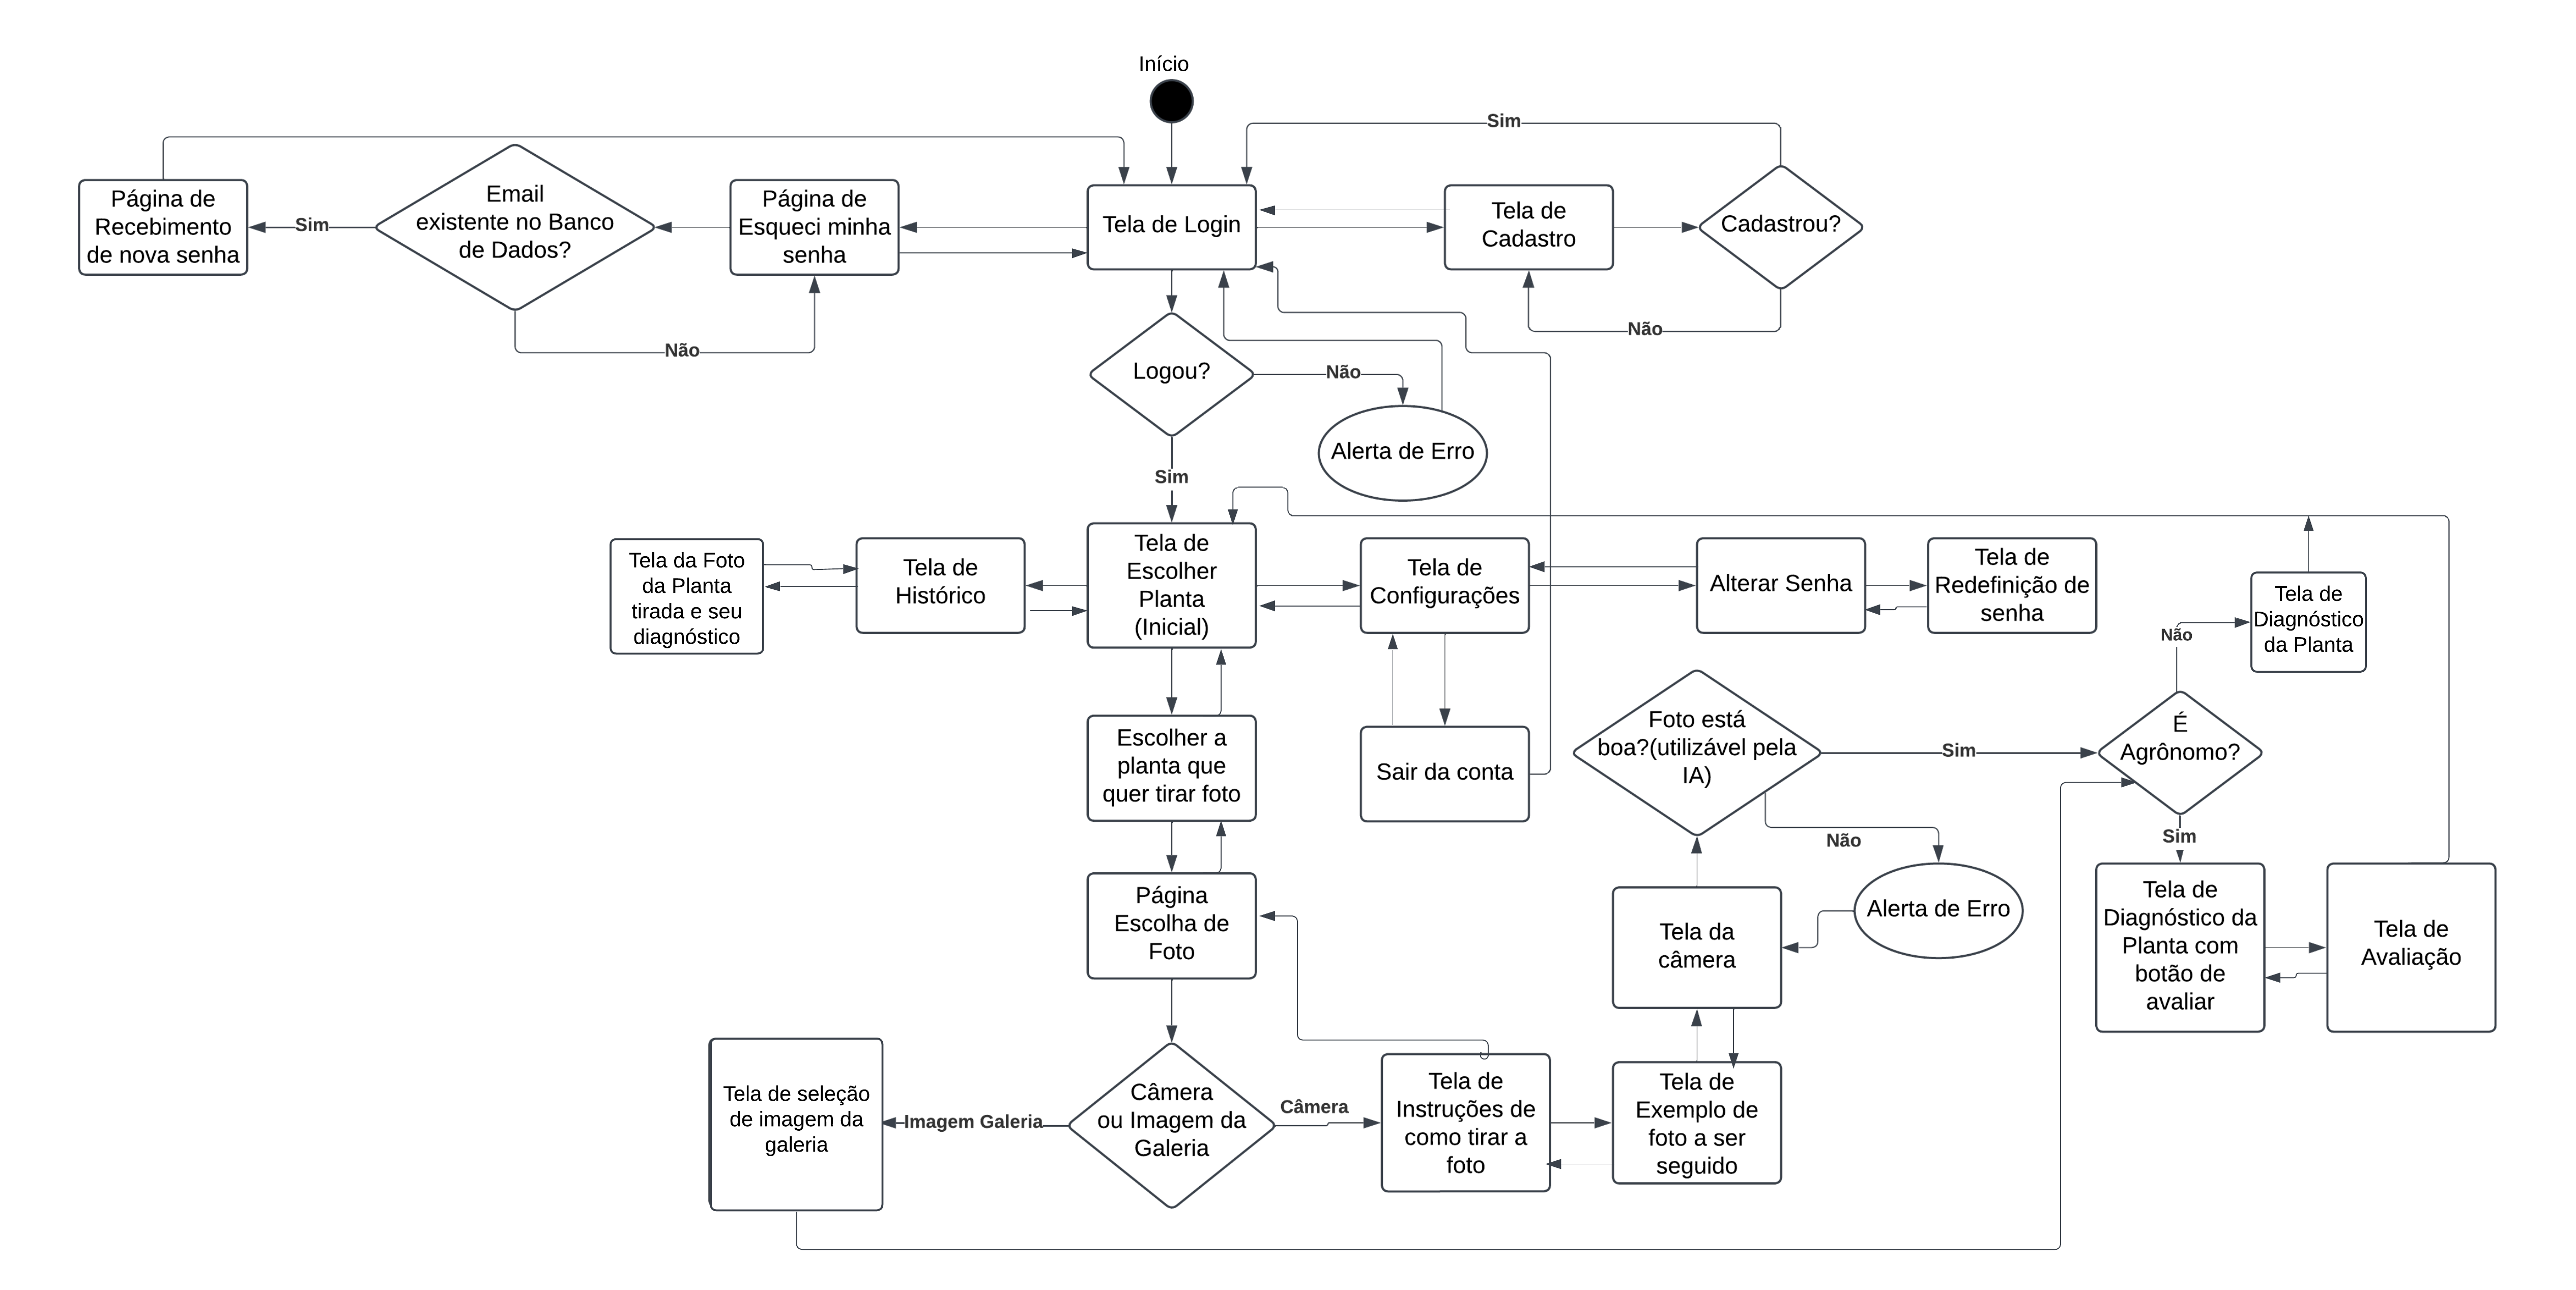 Início
Sim
Página de
Recebimento
de nova senha
Sim
Email
existente no Banco
de Dados?
Página de
Esqueci minha
senha
Tela de Login
Tela de
Cadastro
Cadastrou?
Não
Não
Logou?
Não
Alerta de Erro
Sim
Tela da Foto
da Planta
tirada e seu
diagnóstico
Tela de
Histórico
Tela de
Escolher
Planta
(Inicial)
Tela de
Configurações
Alterar Senha
Tela de
Redefinição de
senha
Não
Tela de
Diagnóstico
da Planta
Escolher a
planta que
quer tirar foto
Sair da conta
Foto está
boa?(utilizável pela
IA)
Sim
É
Agrônomo?
Não
Sim
Página
Escolha de
Foto
Tela da
câmera
Alerta de Erro
Tela de
Diagnóstico da
Planta com
botão de
avaliar
Tela de
Avaliação
Tela de seleção
de imagem da
galeria
Imagem Galeria
Câmera
ou Imagem da
Galeria
Câmera
Tela de
Instruções de
como tirar a
foto
Tela de
Exemplo de
foto a ser
seguido